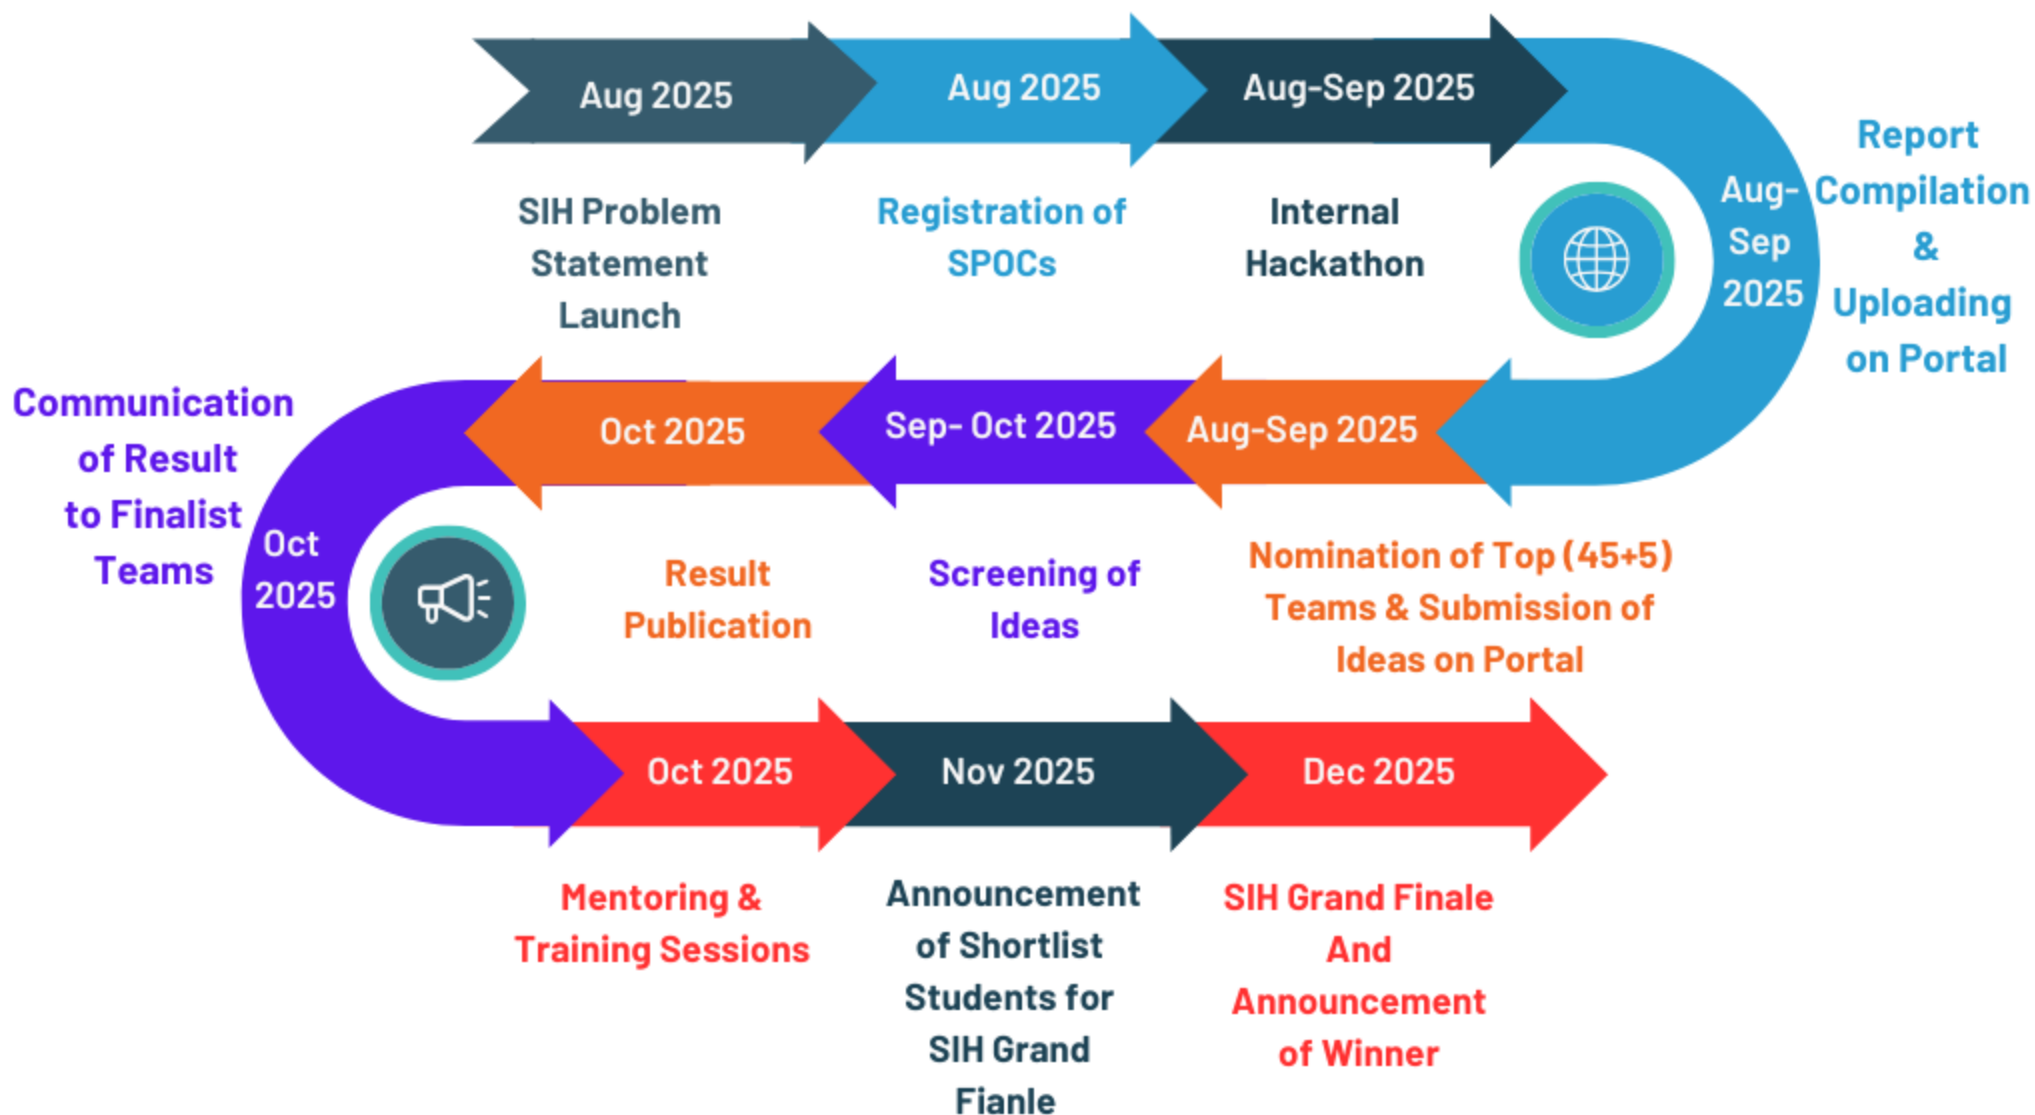 Aug 2025
SIH Problem
Statement
Launch
Aug 2025
Registration of
SPOCs
Aug-Sep 2025
Internal
Hackathon
Aug-
Sep
2025
Report
Compilation
&
Uploading
on Portal
Aug-Sep 2025
Nomination of Top (45+5)
Teams & Submission of
Ideas on Portal
Sep- Oct 2025
Screening of
Ideas
Oct 2025
Result
Publication
Oct
2025
Communication
of Result
to Finalist
Teams
Oct 2025
Mentoring &
Training Sessions
Nov 2025
Announcement
of Shortlist
Students for
SIH Grand
Fianle
Dec 2025
SIH Grand Finale
And
Announcement
of Winner